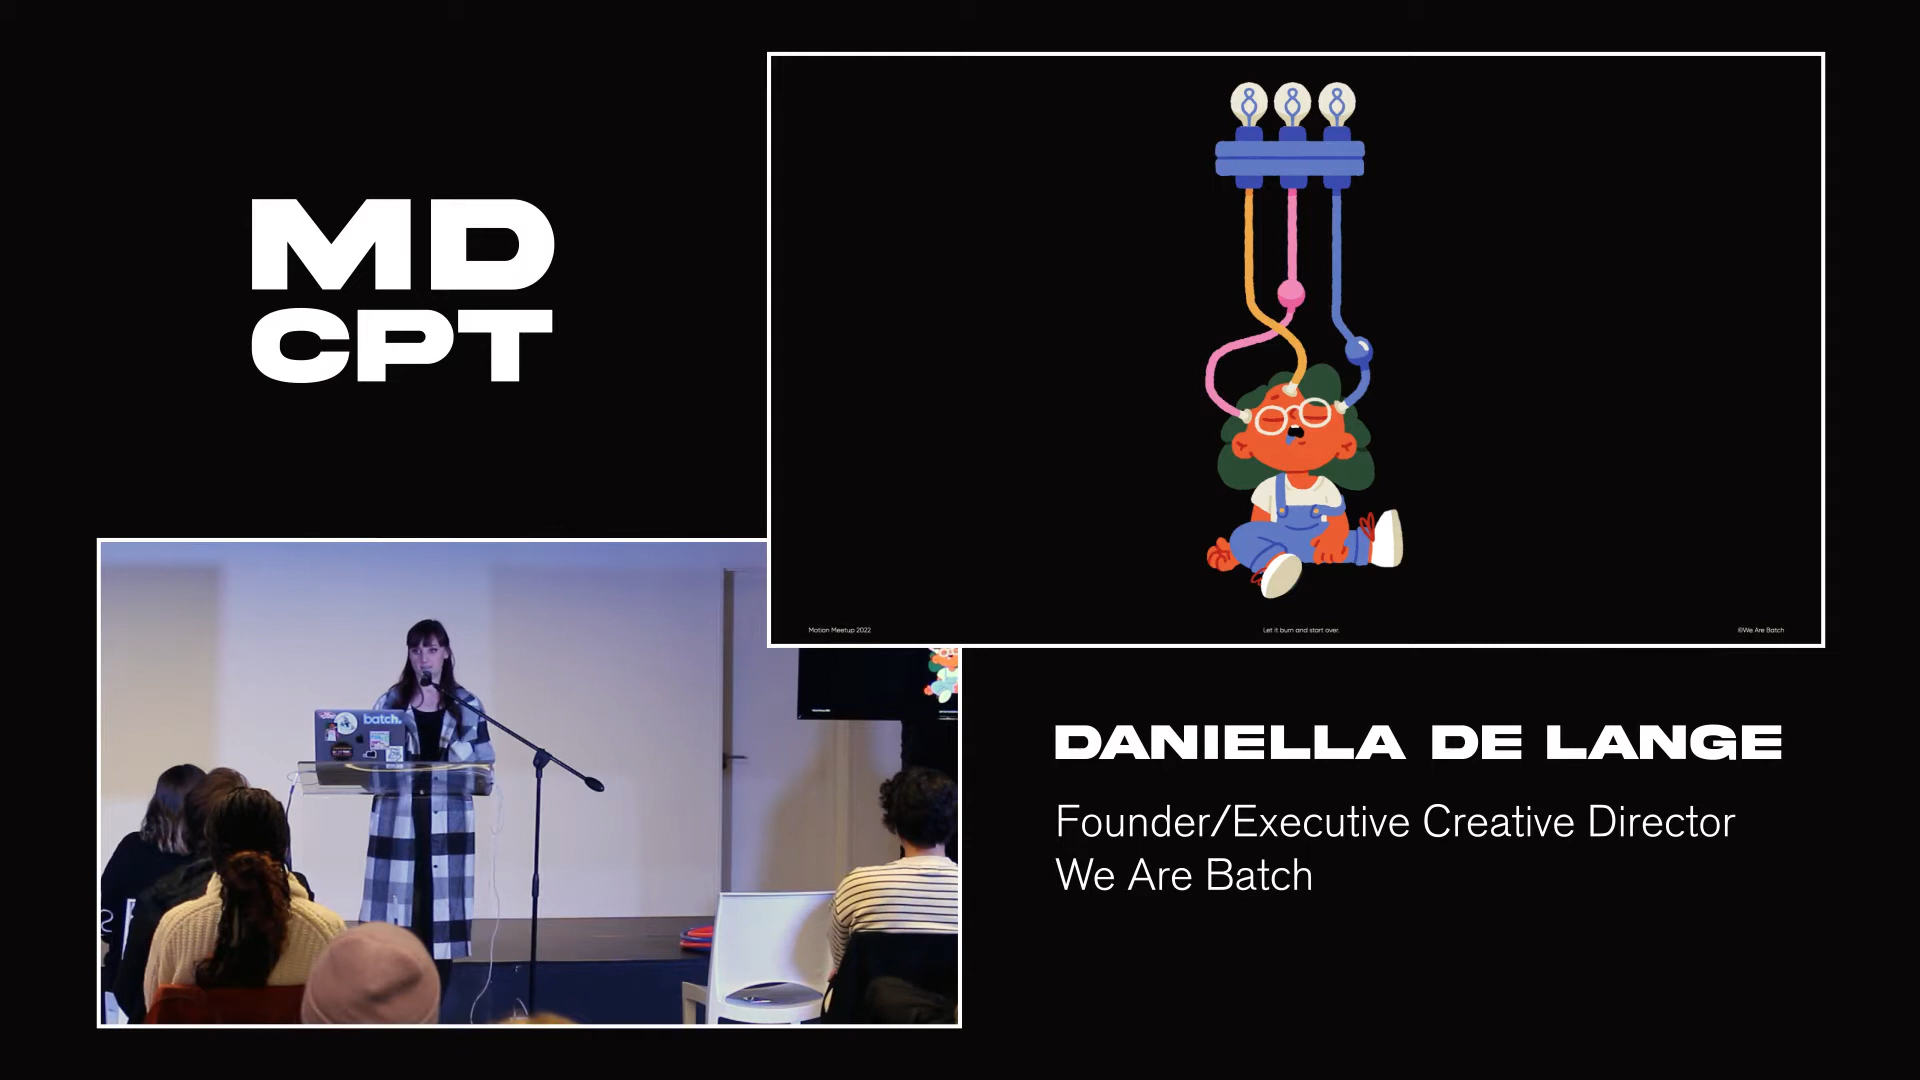 MD
CPT
Motion Meetup 2022
Let it burn and start over.
©We Are Batch
batch.
DANIELLA DE LANGE
Founder/Executive Creative Director
We Are Batch